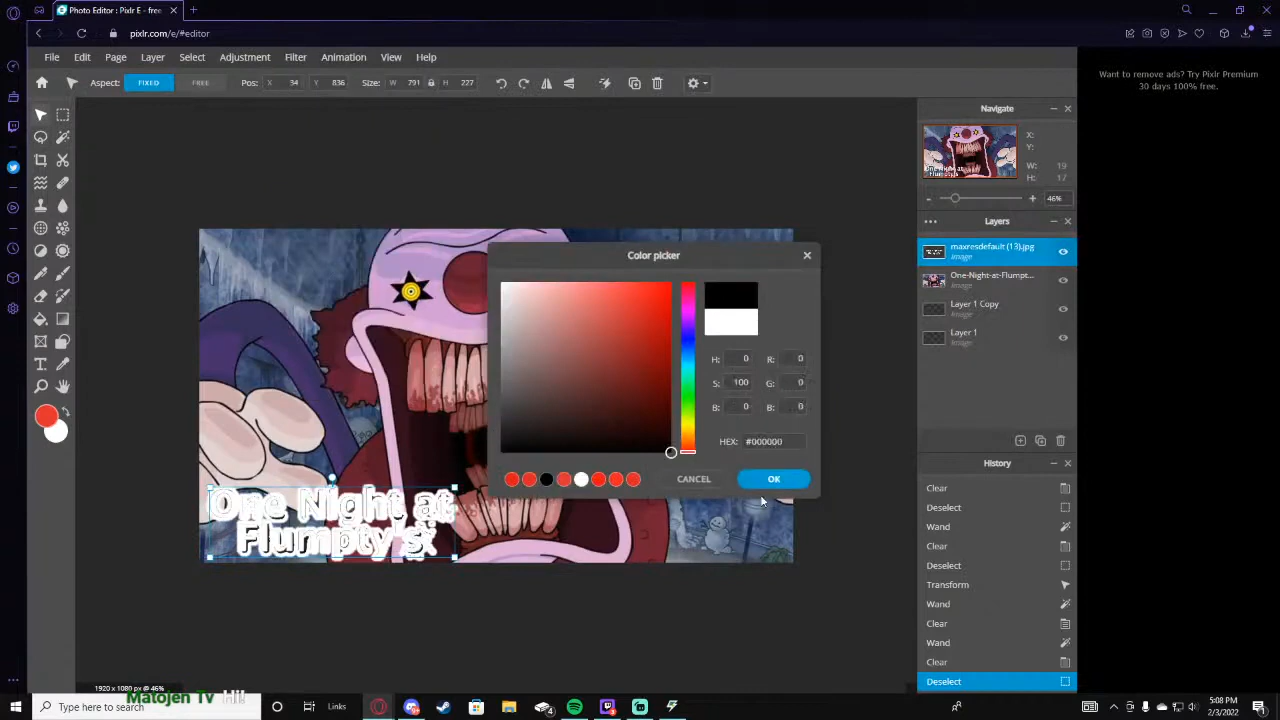 Photo Editor : Pixlr E - free
pixlr.com/e/#editor
File Edit Page Layer Select Adjustment Filter Animation View Help
Aspect: FIXED FREE Pos: X 34 Y 836 Size: W 791 H 227
Want to remove ads? Try Pixlr Premium
30 days 100% free.
Navigate
X:
Y:
W: 19
H: 17
46%
Layers
maxresdefault (13).jpg
Image
One-Night-at-Flumpt...
Image
Layer 1 Copy
Image
Layer 1
Image
Color picker
H: 0 R: 0
S: 100 G: 0
B: 0 B: 0
HEX: #000000
CANCEL OK
One Night at
Flumpty's
History
Clear
Deselect
Wand
Clear
Deselect
Transform
Wand
Clear
Wand
Clear
Deselect
1920 x 1080 px @ 46%
Matojen Tv Hi!
Type here to search
Links
5:08 PM
2/3/2022